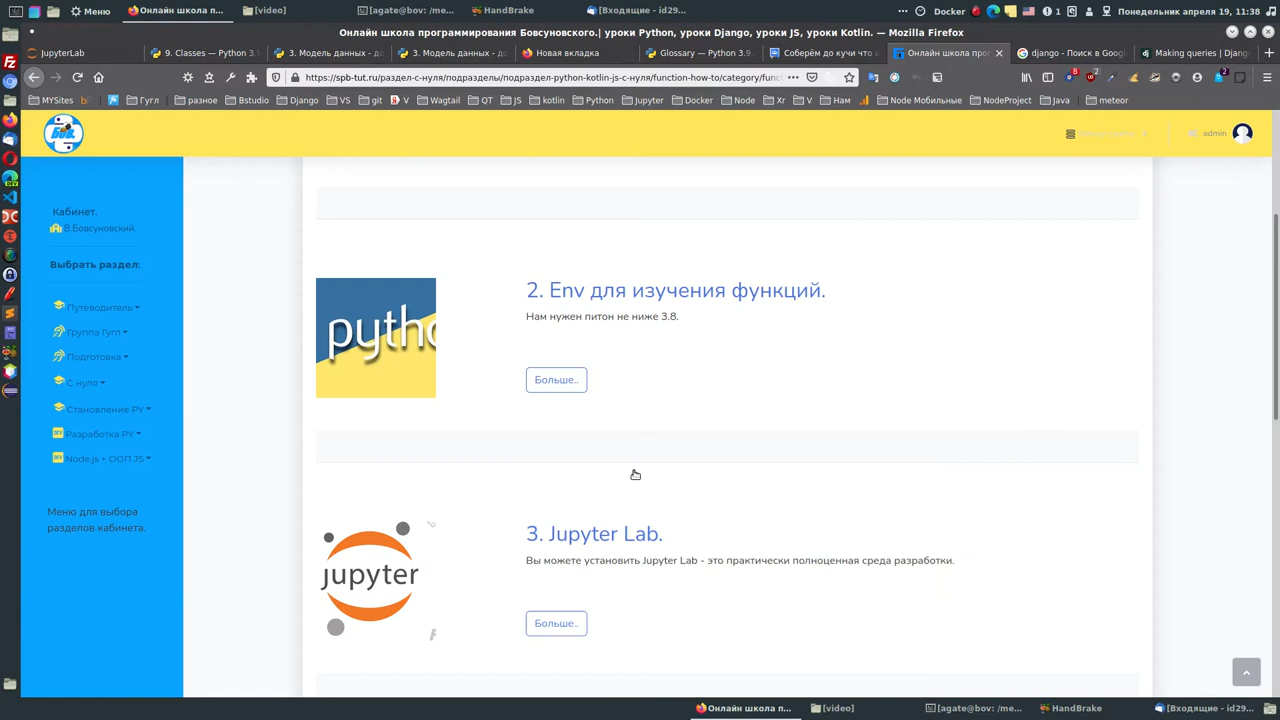 Меню
Онлайн школа п...
[video]
[agate@bov: /me...
HandBrake
[Входящие - id29...
Docker
1
Понедельник апреля 19, 11:38
Онлайн школа программирования Бовсуновского.| уроки Python, уроки Django, уроки JS, уроки Kotlin. — Mozilla Firefox
JupyterLab
9. Classes — Python 3.
3. Модель данных - до
3. Модель данных - до
Новая вкладка
Glossary — Python 3.9.
Соберём до кучи что и
Онлайн школа прог
django - Поиск в Goog
Making queries | Djang
https://spb-tut.ru/раздел-с-нуля/подразделы/подраздел-python-kotlin-js-с-нуля/function-how-to/category/func
MYSites
Гугл
разное
Bstudio
Django
VS
git
V
Wagtail
QT
JS
kotlin
Python
Jupyter
Docker
Node
Xr
V
Нам
Node Мобильные
NodeProject
Java
meteor
Бов.
admin
Кабинет.
В.Бовсуновский.
Выбрать раздел:
Путеводитель
Группа Гугл
Подготовка
С нуля
Становление PY
Разработка PY
Node.js + ООП JS
Меню для выбора
разделов кабинета.
pytho
2. Env для изучения функций.
Нам нужен питон не ниже 3.8.
Больше..
jupyter
3. Jupyter Lab.
Вы можете установить Jupyter Lab - это практически полноценная среда разработки.
Больше..
Онлайн школа п...
[video]
[agate@bov: /me...
HandBrake
[Входящие - id29...